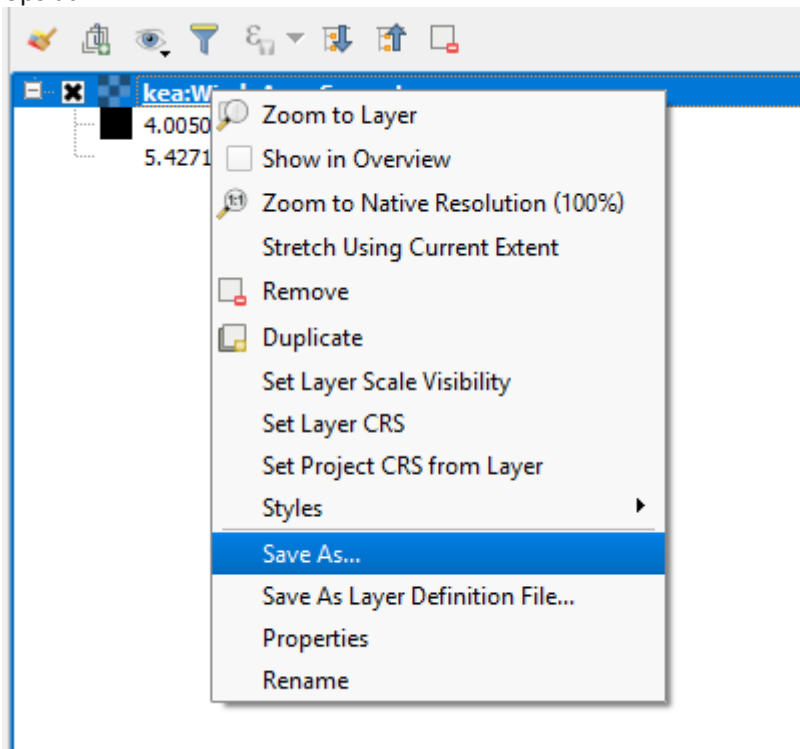 kea:W
4.0050
5.4271
Zoom to Layer
Show in Overview
1:1
Zoom to Native Resolution (100%)
Stretch Using Current Extent
Remove
Duplicate
Set Layer Scale Visibility
Set Layer CRS
Set Project CRS from Layer
Styles
Save As...
Save As Layer Definition File...
Properties
Rename